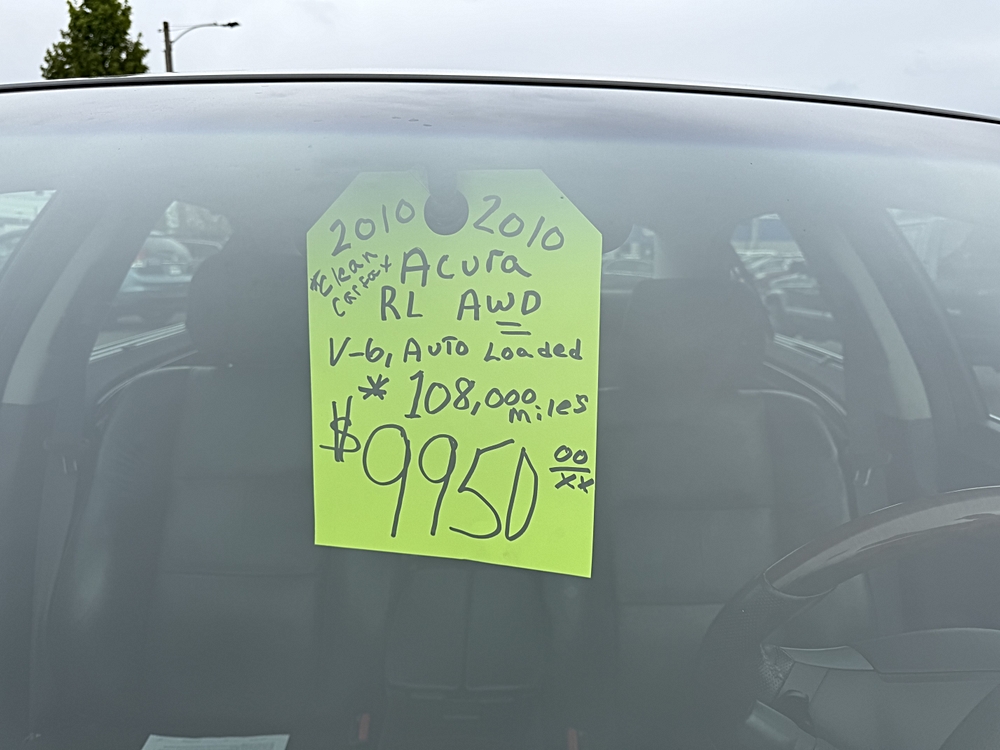 2010 2010
*Clean Carfax
Acura
RL AWD
V-6, Auto Loaded
* 108,000 miles
$9950 00/xx